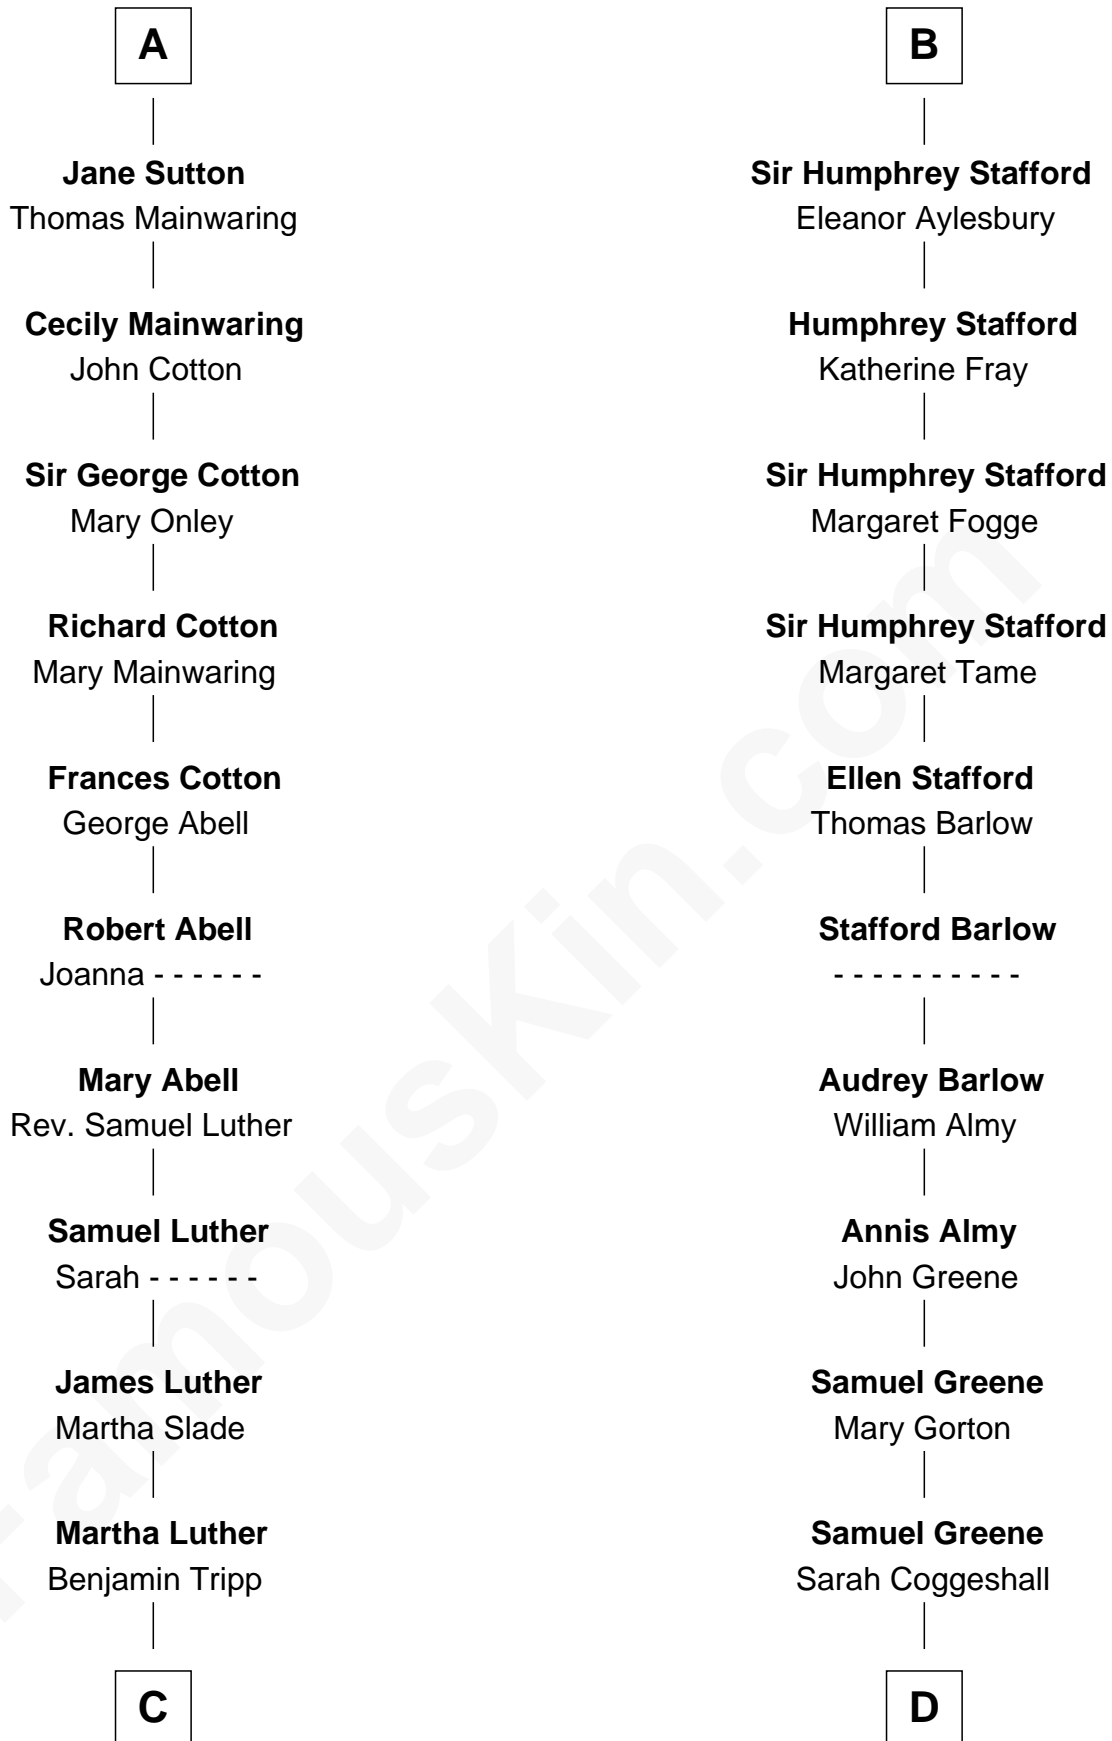 A
Jane Sutton
Thomas Mainwaring
Cecily Mainwaring
John Cotton
Sir George Cotton
Mary Onley
Richard Cotton
Mary Mainwaring
Frances Cotton
George Abell
Robert Abell
Joanna - - - - - -
Mary Abell
Rev. Samuel Luther
Samuel Luther
Sarah - - - - - -
James Luther
Martha Slade
Martha Luther
Benjamin Tripp
C
B
Sir Humphrey Stafford
Eleanor Aylesbury
Humphrey Stafford
Katherine Fray
Sir Humphrey Stafford
Margaret Fogge
Sir Humphrey Stafford
Margaret Tame
Ellen Stafford
Thomas Barlow
Stafford Barlow
- - - - - - - - - -
Audrey Barlow
William Almy
Annis Almy
John Greene
Samuel Greene
Mary Gorton
Samuel Greene
Sarah Coggeshall
D
FamousKin.com